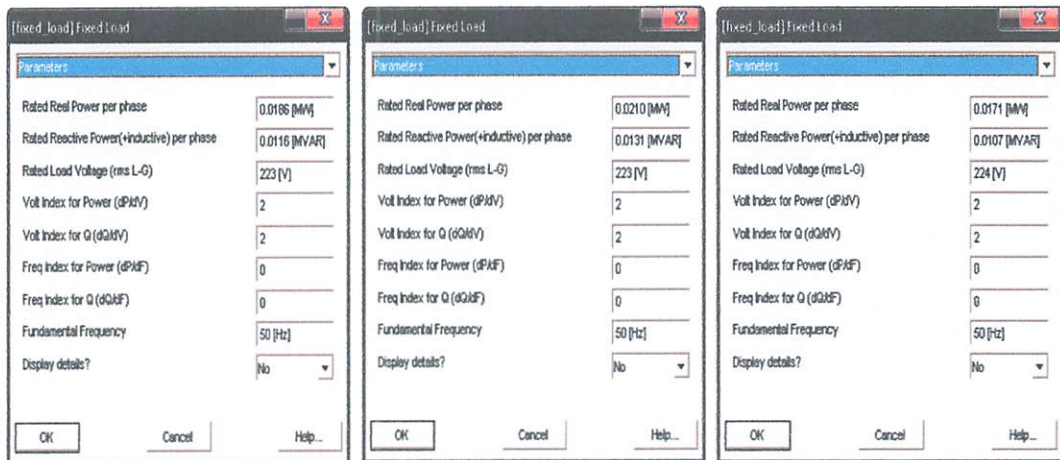 [fixed_load] Fixed Load
Parameters
Rated Real Power per phase 0.0186 [MW]
Rated Reactive Power(+inductive) per phase 0.0116 [MVAR]
Rated Load Voltage (rms L-G) 223 [V]
Volt Index for Power (dP/dV) 2
Volt Index for Q (dQ/dV) 2
Freq Index for Power (dP/dF) 0
Freq Index for Q (dQ/dF) 0
Fundamental Frequency 50 [Hz]
Display details? No
OK Cancel Help...
[fixed_load] Fixed Load
Parameters
Rated Real Power per phase 0.0210 [MW]
Rated Reactive Power(+inductive) per phase 0.0131 [MVAR]
Rated Load Voltage (rms L-G) 223 [V]
Volt Index for Power (dP/dV) 2
Volt Index for Q (dQ/dV) 2
Freq Index for Power (dP/dF) 0
Freq Index for Q (dQ/dF) 0
Fundamental Frequency 50 [Hz]
Display details? No
OK Cancel Help...
[fixed_load] Fixed Load
Parameters
Rated Real Power per phase 0.0171 [MW]
Rated Reactive Power(+inductive) per phase 0.0107 [MVAR]
Rated Load Voltage (rms L-G) 224 [V]
Volt Index for Power (dP/dV) 2
Volt Index for Q (dQ/dV) 2
Freq Index for Power (dP/dF) 0
Freq Index for Q (dQ/dF) 0
Fundamental Frequency 50 [Hz]
Display details? No
OK Cancel Help...